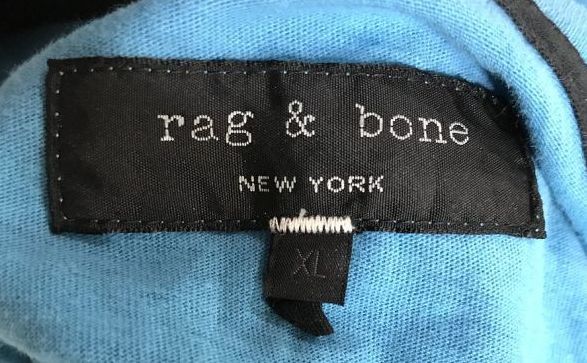 rag & bone
NEW YORK
XL